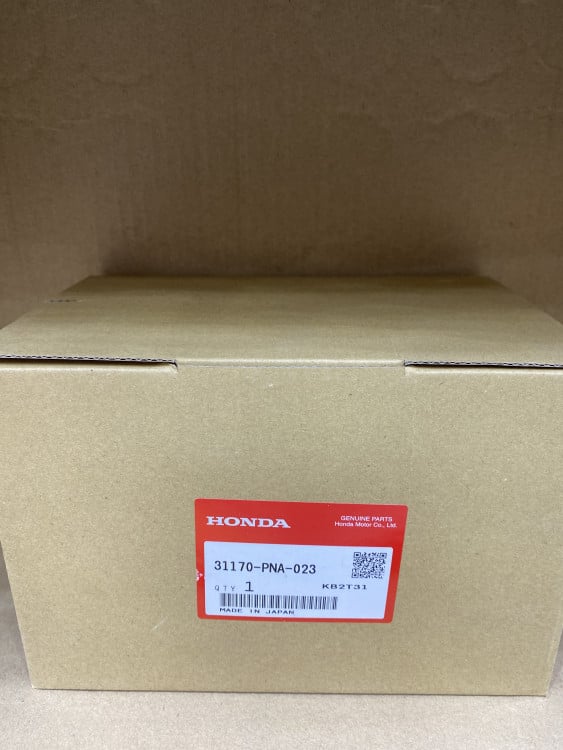 HONDA
GENUINE PARTS
Honda Motor Co., Ltd.
31170-PNA-023
QTY 1
KB2T31
MADE IN JAPAN